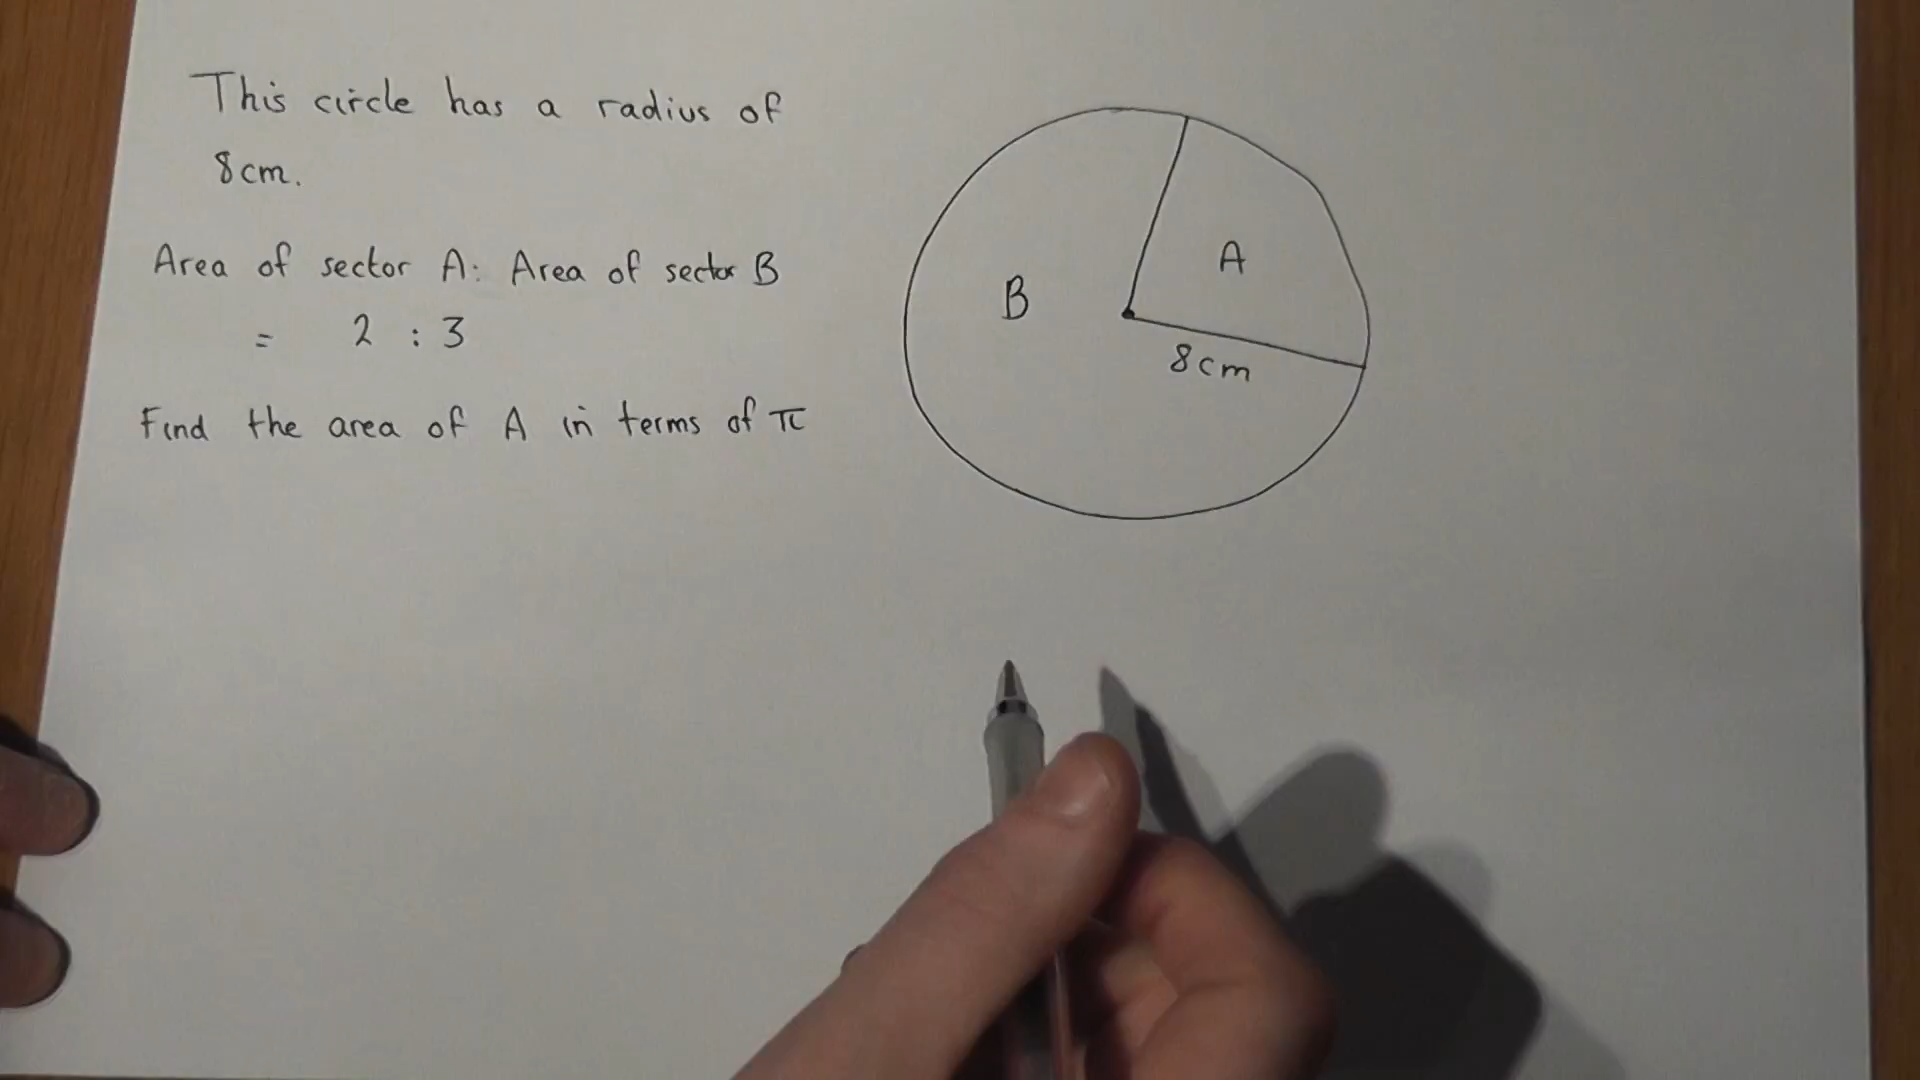 This circle has a radius of
8cm.
Area of sector A: Area of sector B
= 2 : 3
Find the area of A in terms of π
A
B
8cm